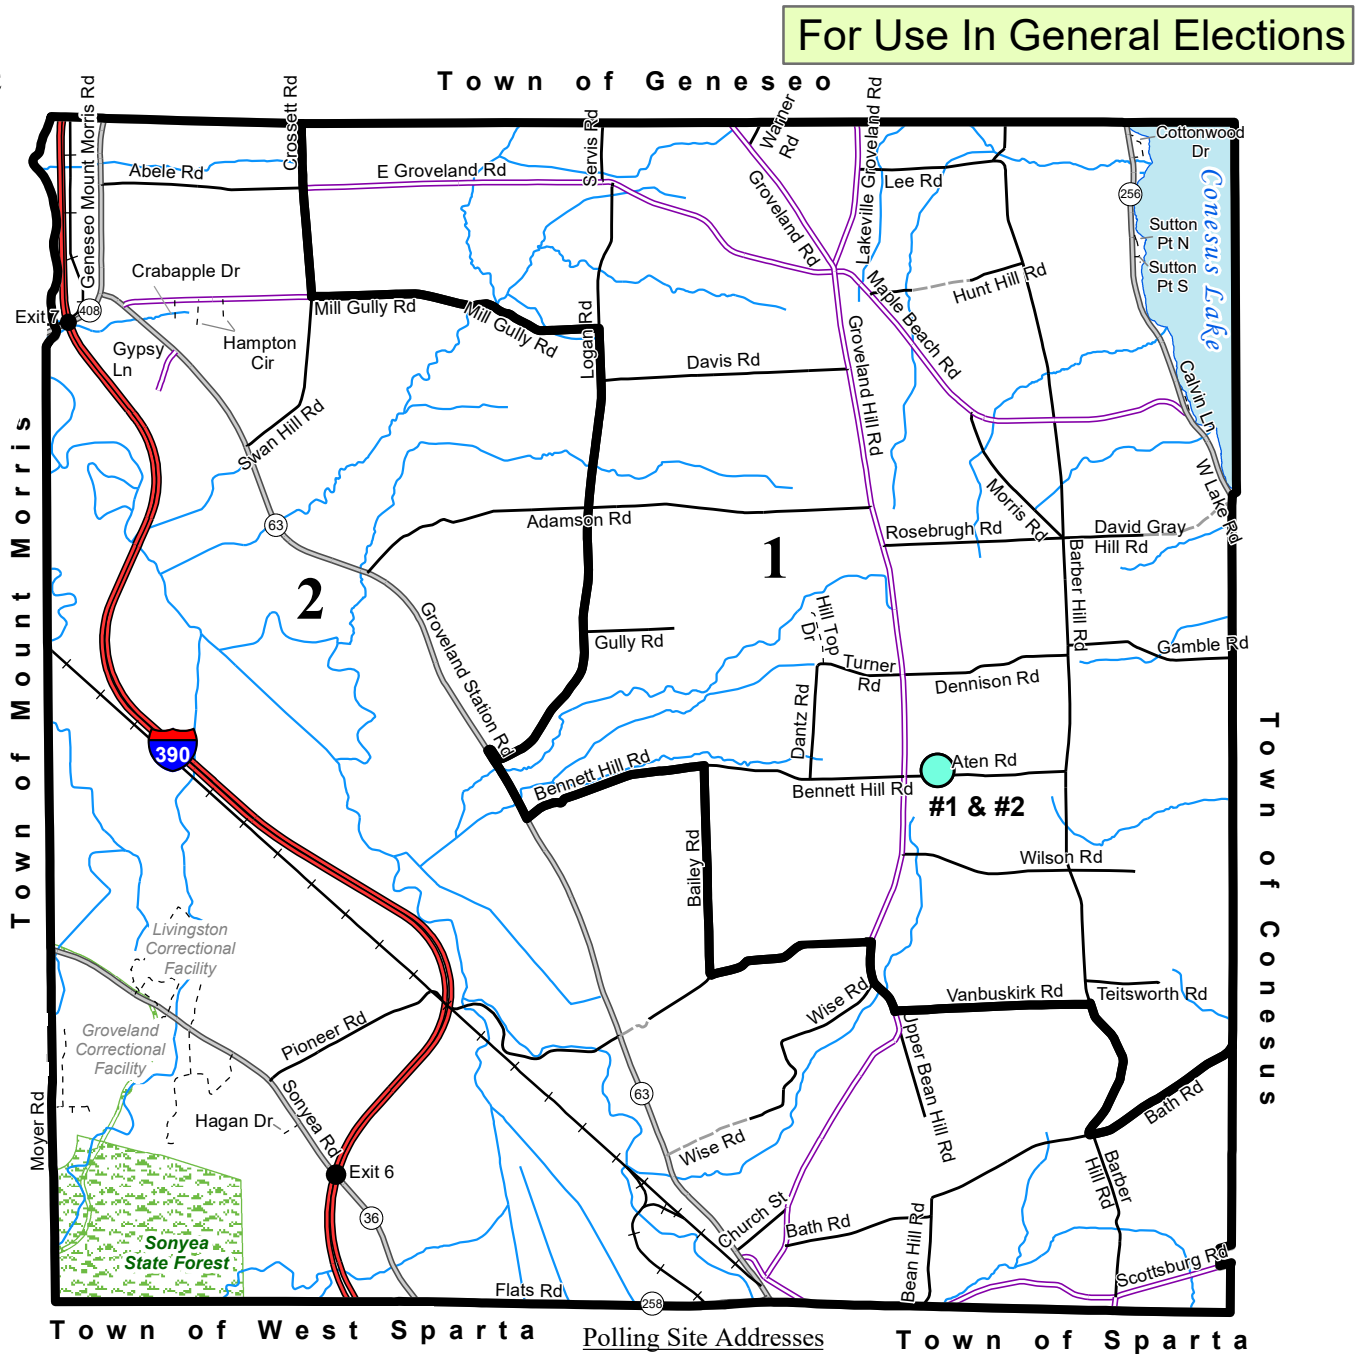 For Use In General Elections
Town of Geneseo
Geneseo Mount Morris Rd
Crossett Rd
Servis Rd
Warner
Rd
Lakeville Groveland Rd
Cottonwood
Dr
Abele Rd
E Groveland Rd
Groveland Rd
Lee Rd
256
Conesus Lake
Sutton
Pt N
Sutton
Pt S
Crabapple Dr
Hunt Hill Rd
Maple Beach Rd
408
Exit 7
Mill Gully Rd
Mill Gully Rd
Logan Rd
Groveland Hill Rd
Gypsy
Ln
Hampton
Cir
Davis Rd
Calvin Ln
Swan Hill Rd
W Lake Rd
Town of Mount Morris
63
Adamson Rd
Morris Rd
Rosebrugh Rd
David Gray
Hill Rd
1
2
Barber Hill Rd
Groveland Station Rd
Hill Top
Dr
Gully Rd
Gamble Rd
Turner
Rd
Dennison Rd
Dantz Rd
390
Bennett Hill Rd
Aten Rd
Bennett Hill Rd
#1 & #2
Town of Conesus
Bailey Rd
Wilson Rd
Livingston
Correctional
Facility
Groveland
Correctional
Facility
Wise Rd
Vanbuskirk Rd
Teitsworth Rd
Pioneer Rd
Upper Bean Hill Rd
Moyer Rd
Hagan Dr
Sonyea Rd
63
Wise Rd
Bath Rd
Exit 6
Barber
Hill Rd
36
Church St
Bath Rd
Bean Hill Rd
Sonyea
State Forest
Scottsburg Rd
Flats Rd
258
Town of West Sparta
Polling Site Addresses
Town of Sparta